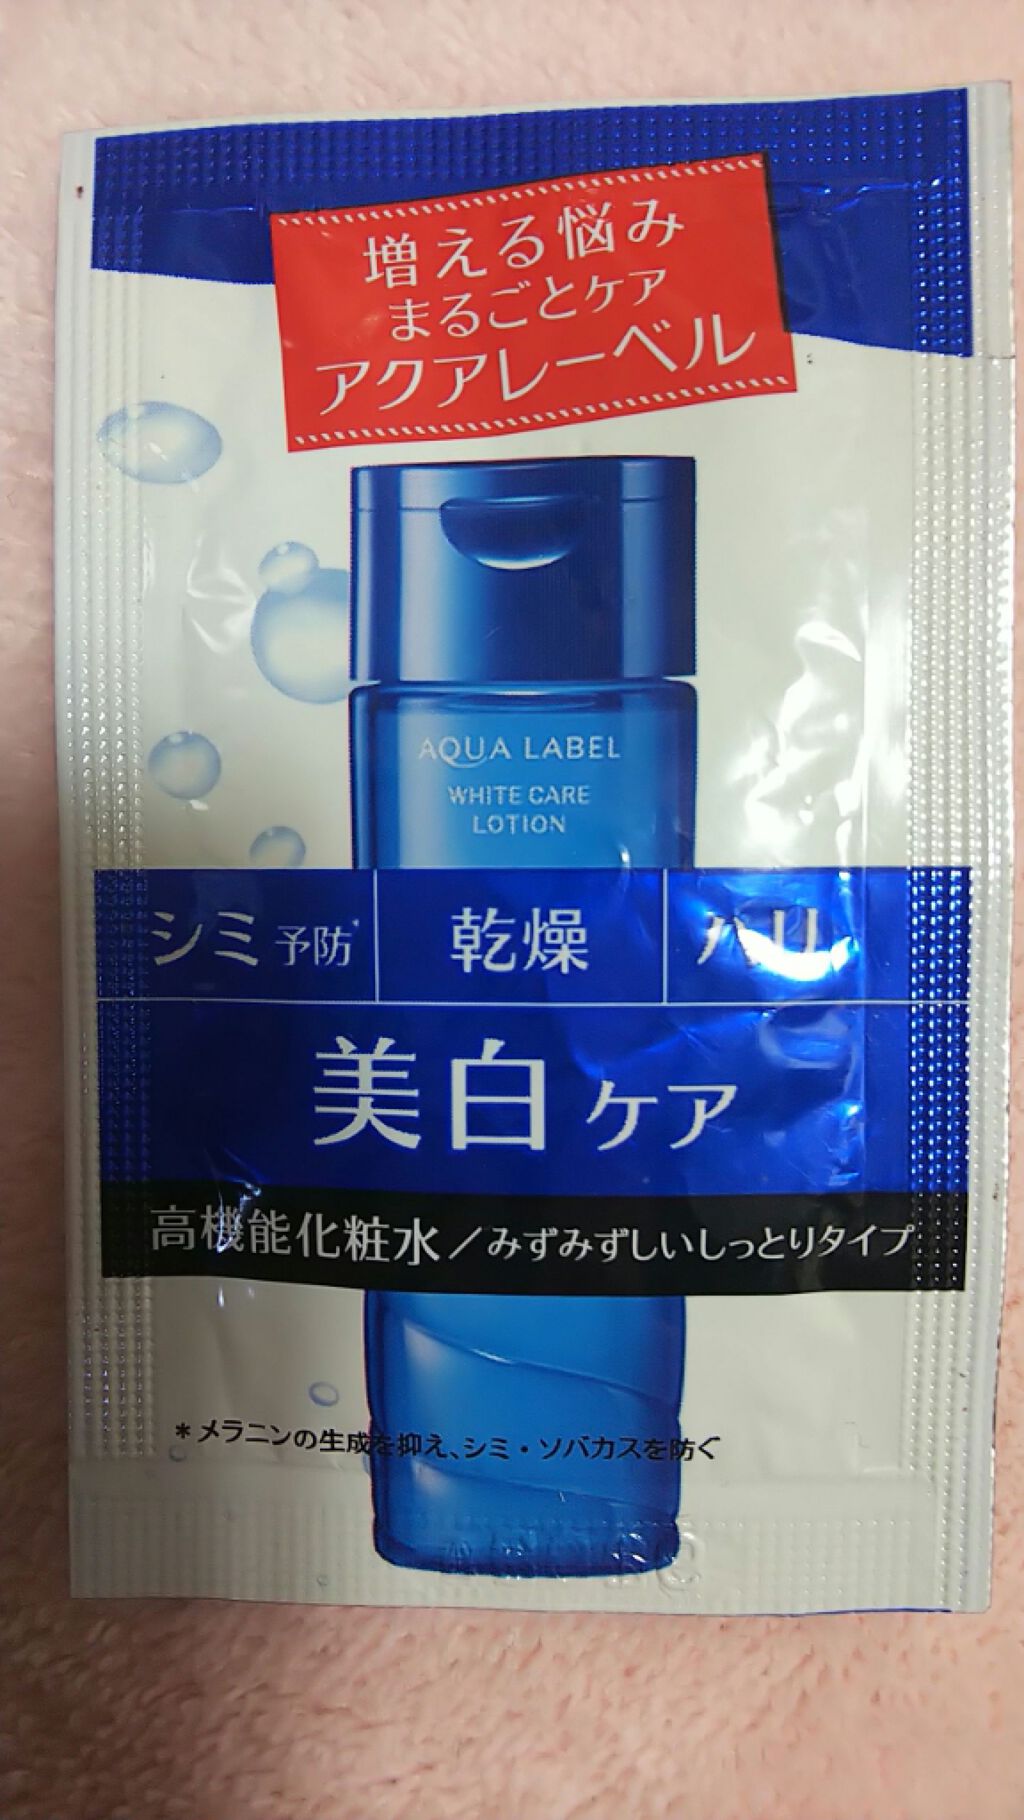 増える悩み
まるごとケア
アクアレーベル
AQUA LABEL
WHITE CARE
LOTION
シミ予防* 乾燥 ハリ
美白ケア
高機能化粧水/みずみずしいしっとりタイプ
*メラニンの生成を抑え、シミ・ソバカスを防ぐ